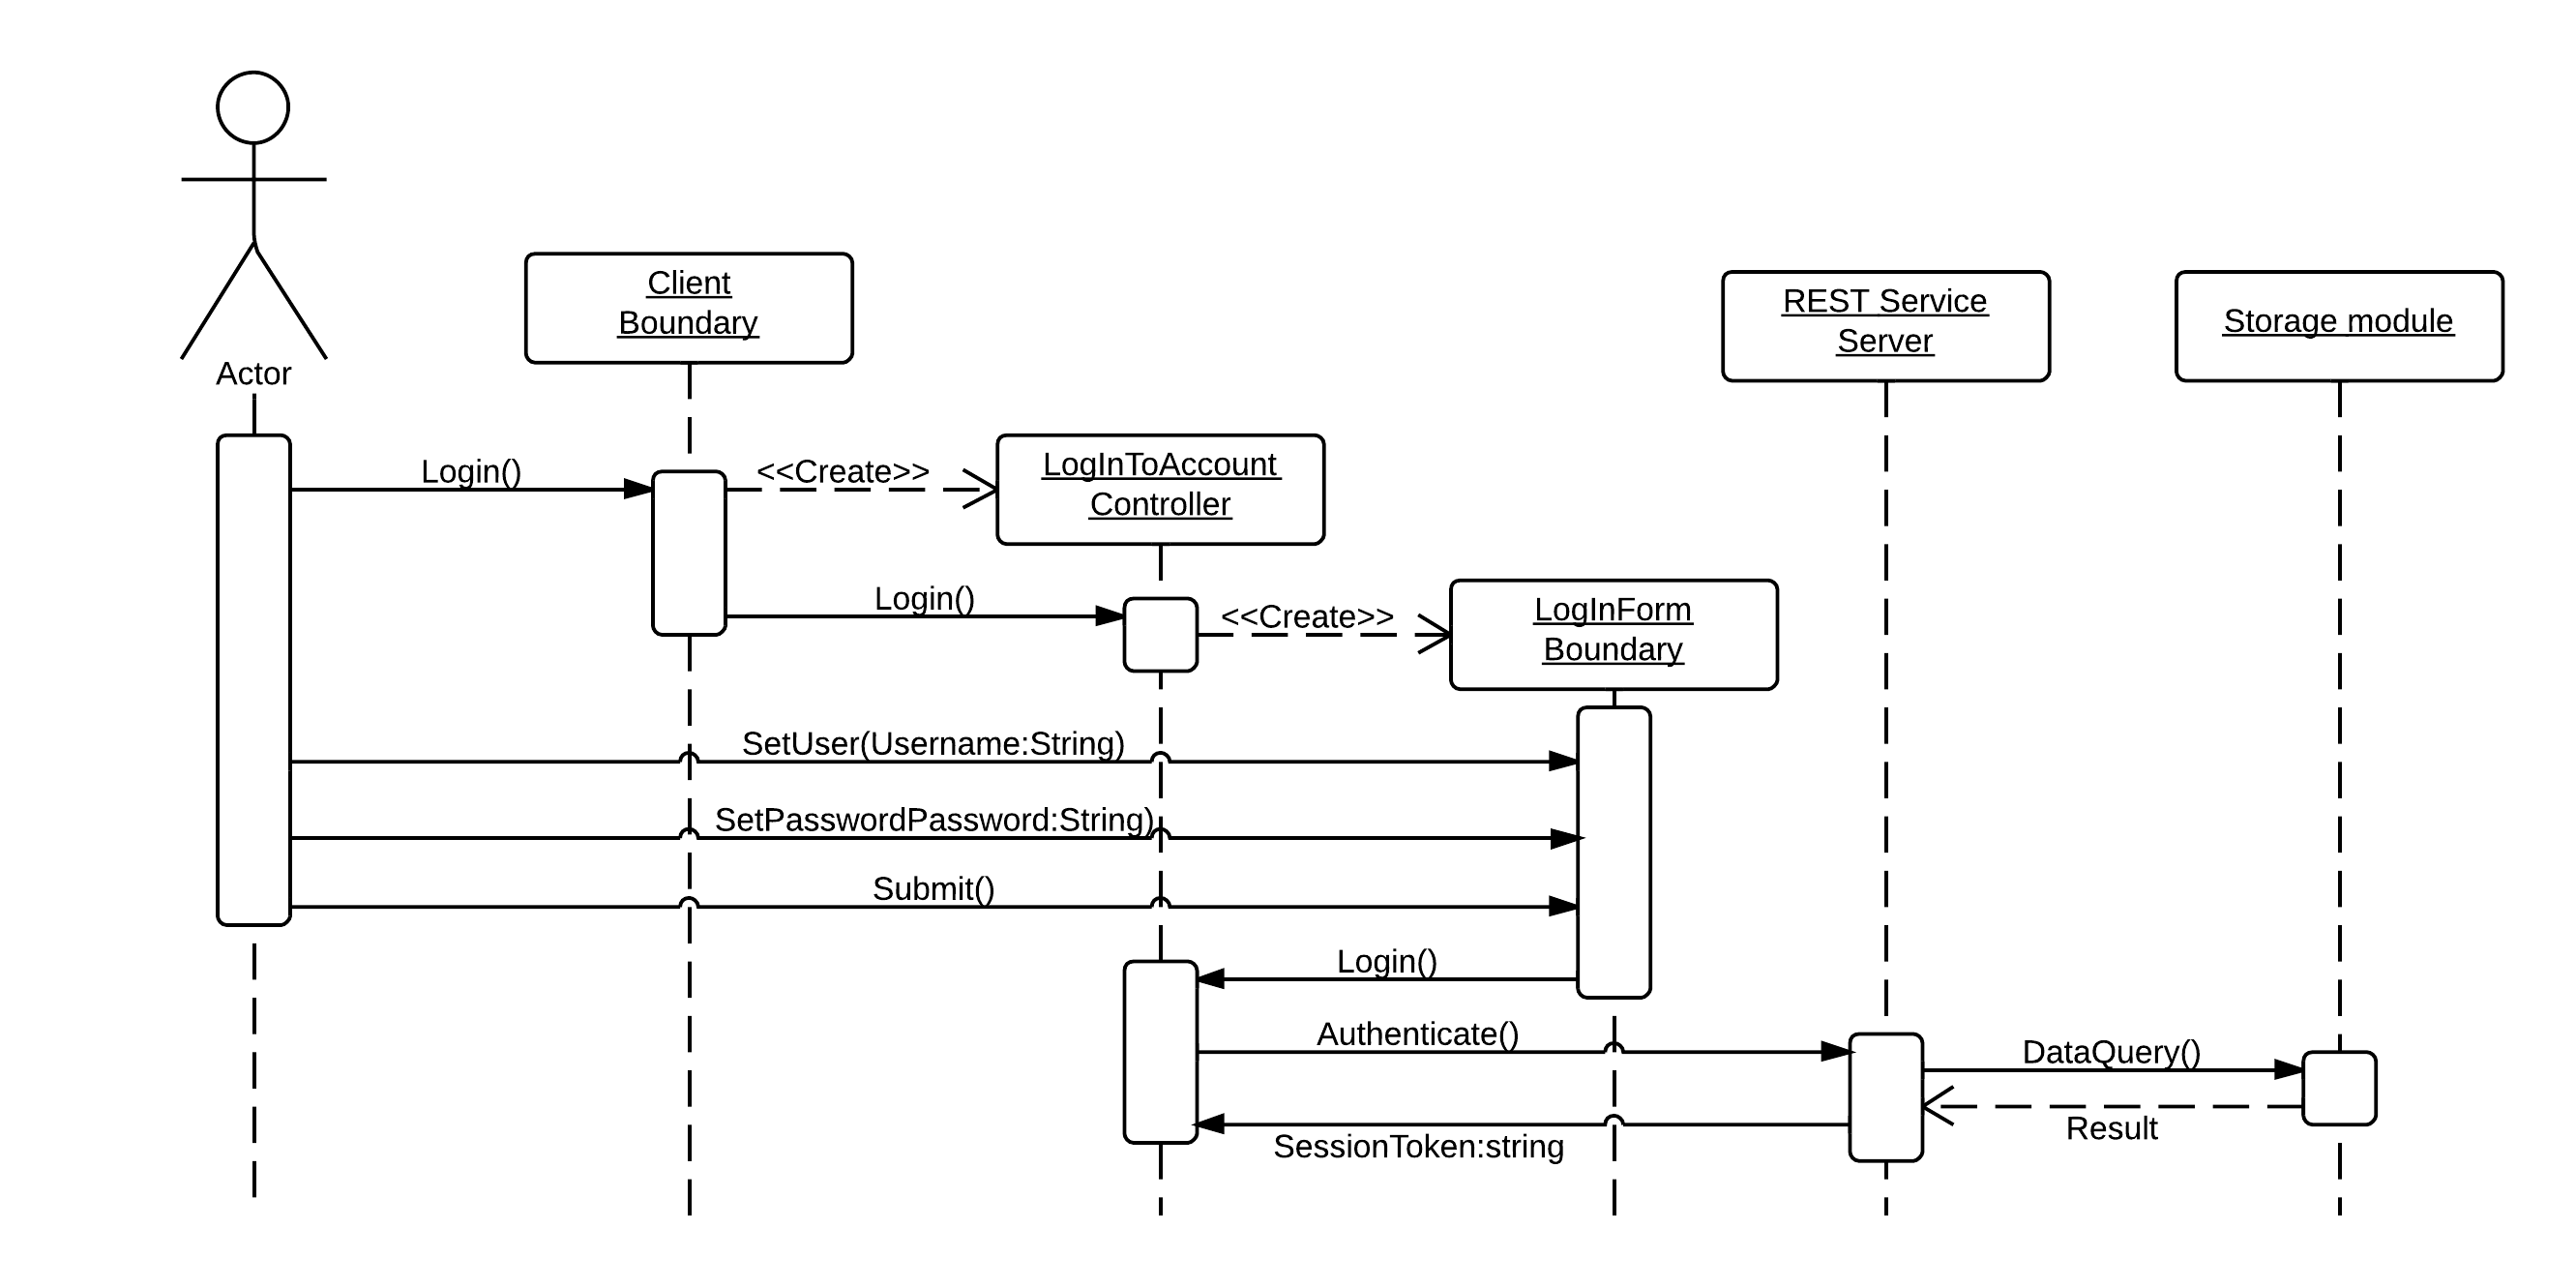 Client
Boundary
REST Service
Server
Storage module
Actor
Login()
<<Create>>
LogInToAccount
Controller
Login()
<<Create>>
LogInForm
Boundary
SetUser(Username:String)
SetPasswordPassword:String)
Submit()
Login()
Authenticate()
DataQuery()
Result
SessionToken:string